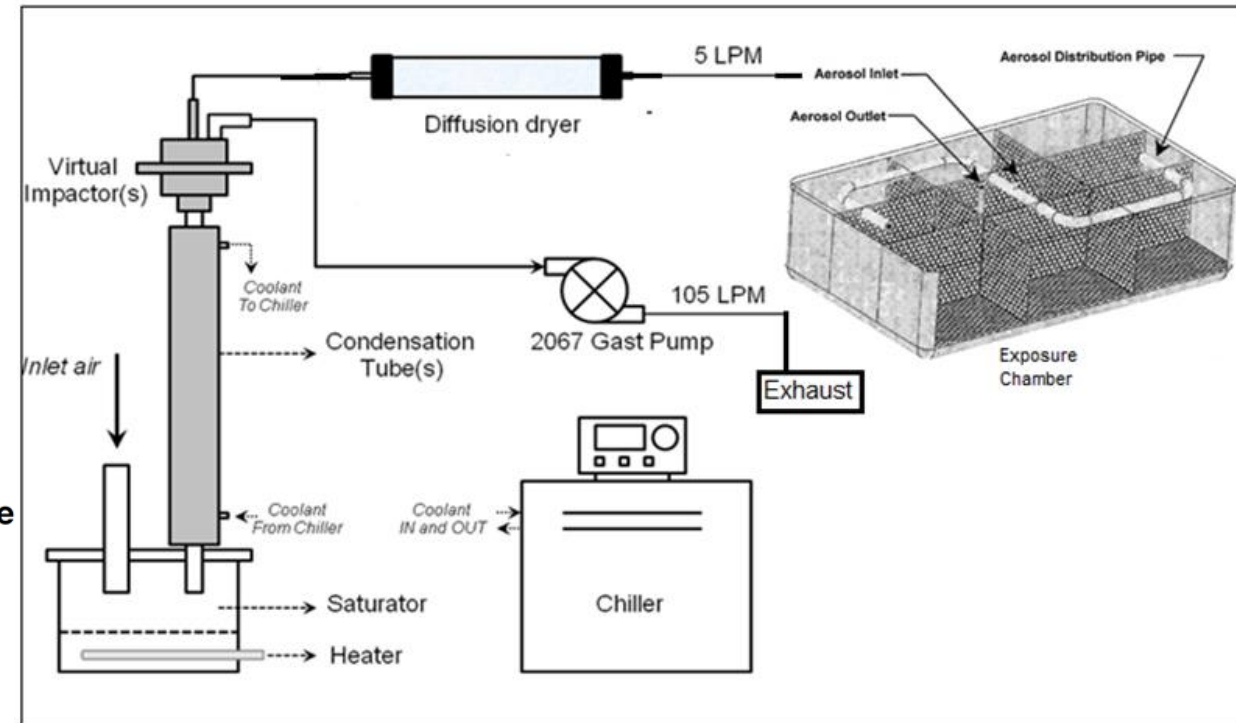 5 LPM
Aerosol Distribution Pipe
Aerosol Inlet
Aerosol Outlet
Diffusion dryer
Virtual
Impactor(s)
Coolant
To Chiller
105 LPM
Condensation
Tube(s)
2067 Gast Pump
Inlet air
Exposure
Chamber
Exhaust
e
Coolant
From Chiller
Coolant
IN and OUT
Saturator
Chiller
Heater